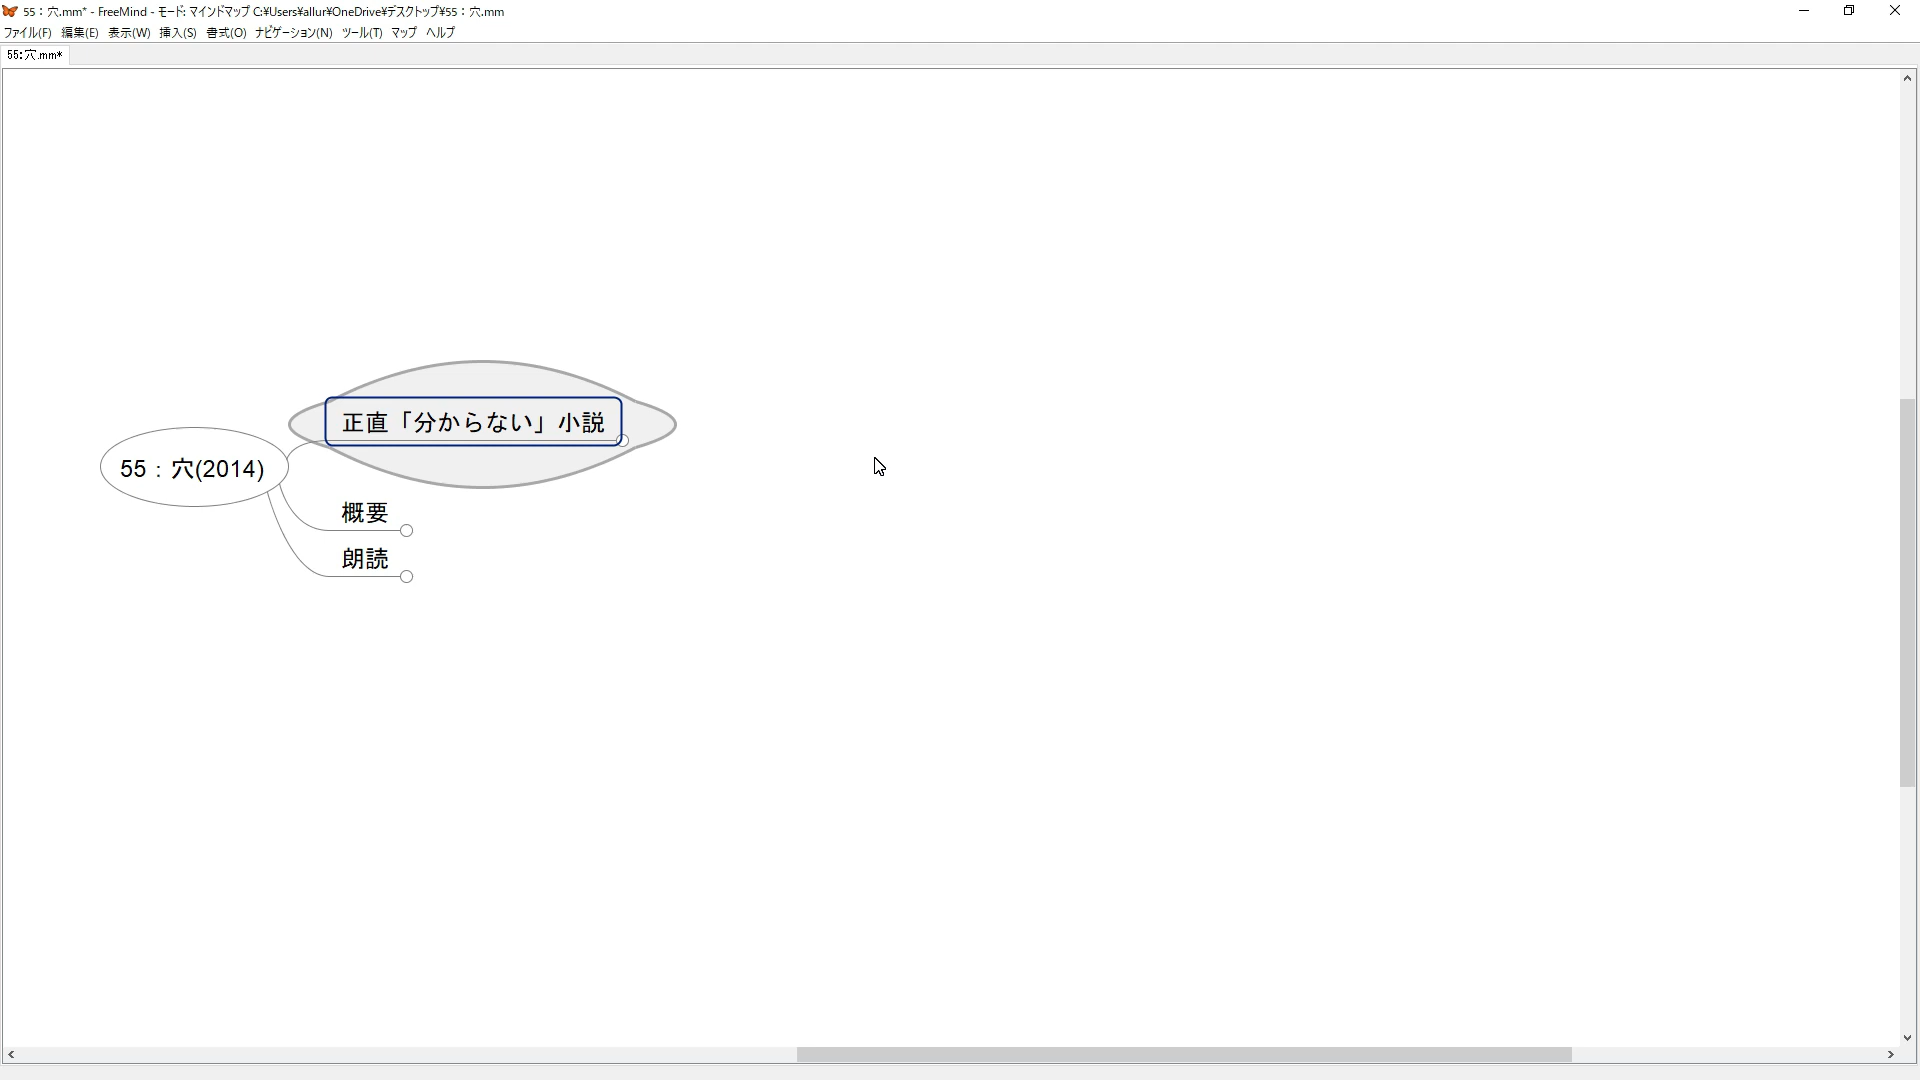 55：穴.mm* - FreeMind - モード: マインドマップ C:¥Users¥allur¥OneDrive¥デスクトップ¥55：穴.mm
ファイル(F) 編集(E) 表示(W) 挿入(S) 書式(O) ナビゲーション(N) ツール(T) マップ ヘルプ
55：穴.mm*
正直「分からない」小説
55：穴(2014)
概要
朗読